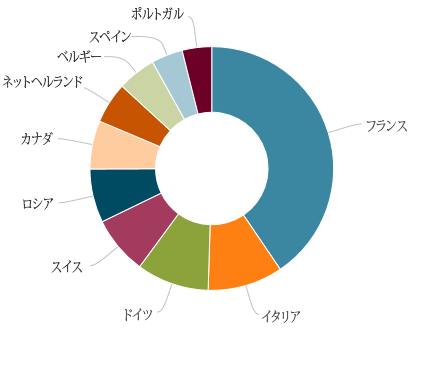 ポルトガル
スペイン
ベルギー
ネットヘルランド
カナダ
ロシア
スイス
ドイツ
イタリア
フランス